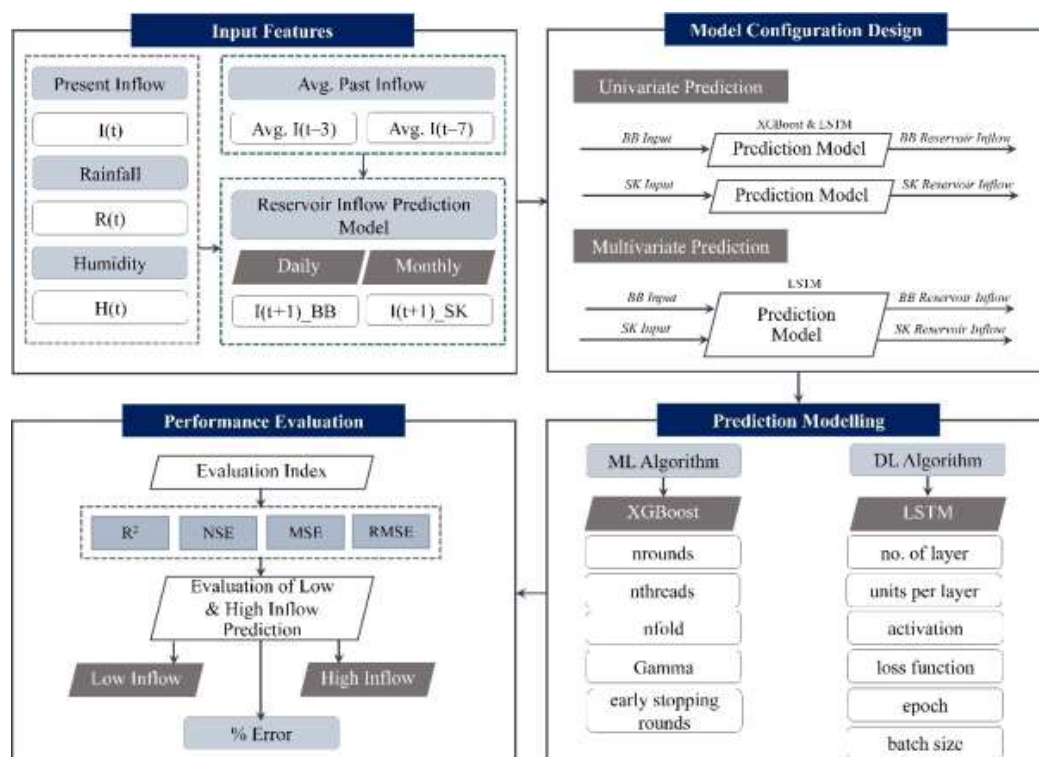 Input Features
Present Inflow
I(t)
Rainfall
R(t)
Humidity
H(t)
Avg. Past Inflow
Avg. I(t–3)
Avg. I(t–7)
Reservoir Inflow Prediction
Model
Daily
Monthly
I(t+1)_BB
I(t+1)_SK
Model Configuration Design
Univariate Prediction
XGBoost & LSTM
BB Input
Prediction Model
BB Reservoir Inflow
SK Input
Prediction Model
SK Reservoir Inflow
Multivariate Prediction
LSTM
BB Input
SK Input
Prediction
Model
BB Reservoir Inflow
SK Reservoir Inflow
Performance Evaluation
Evaluation Index
R²
NSE
MSE
RMSE
Evaluation of Low
& High Inflow
Prediction
Low Inflow
High Inflow
% Error
Prediction Modelling
ML Algorithm
XGBoost
nrounds
nthreads
nfold
Gamma
early stopping
rounds
DL Algorithm
LSTM
no. of layer
units per layer
activation
loss function
epoch
batch size